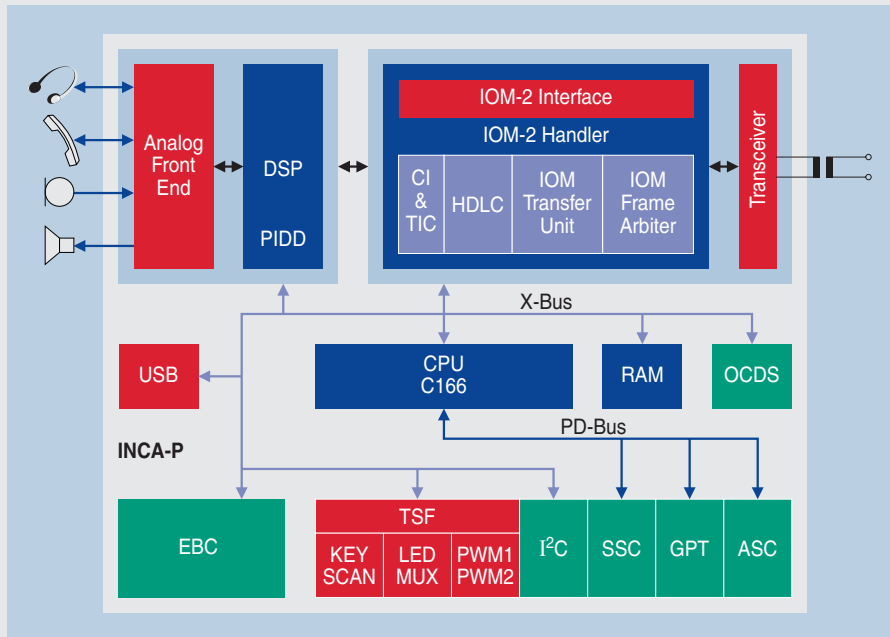 IOM-2 Interface
IOM-2 Handler
Analog
Front
End
DSP
PIDD
CI
&
TIC
HDLC
IOM
Transfer
Unit
IOM
Frame
Arbiter
Transceiver
X-Bus
USB
CPU
C166
RAM
OCDS
PD-Bus
INCA-P
EBC
TSF
KEY
SCAN
LED
MUX
PWM1
PWM2
I²C
SSC
GPT
ASC